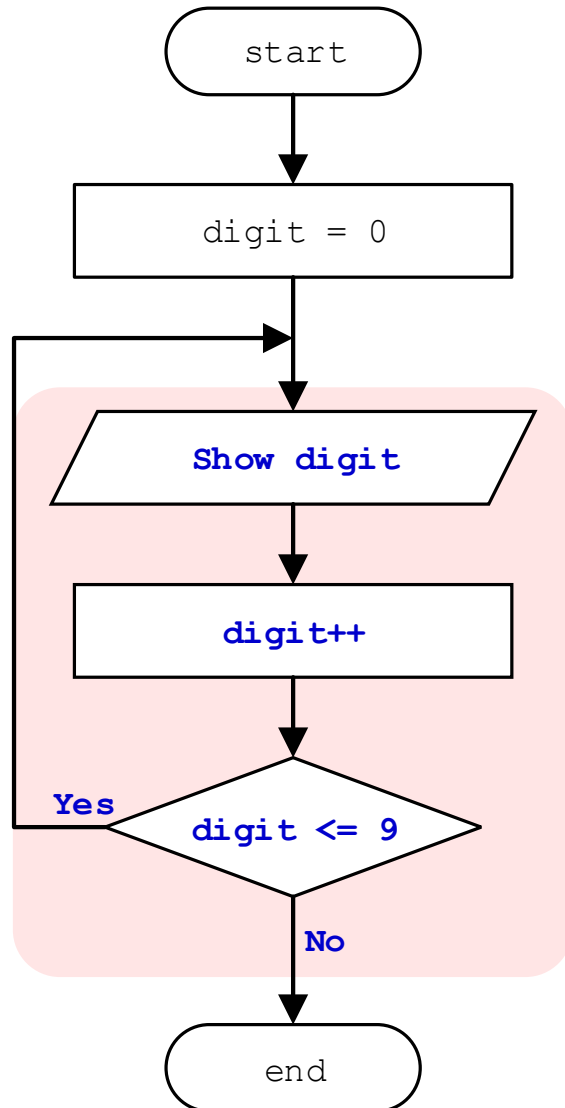 start
digit = 0
Show digit
digit++
Yes
digit <= 9
No
end